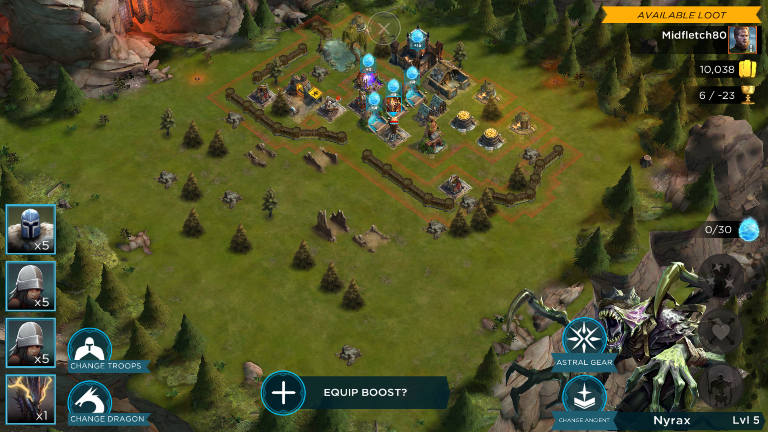 AVAILABLE LOOT
Midfletch80
10,038
6 / -23
0/30
x5
x5
x5
x1
CHANGE TROOPS
CHANGE DRAGON
EQUIP BOOST?
ASTRAL GEAR
CHANGE ANCIENT
Nyrax Lvl 5